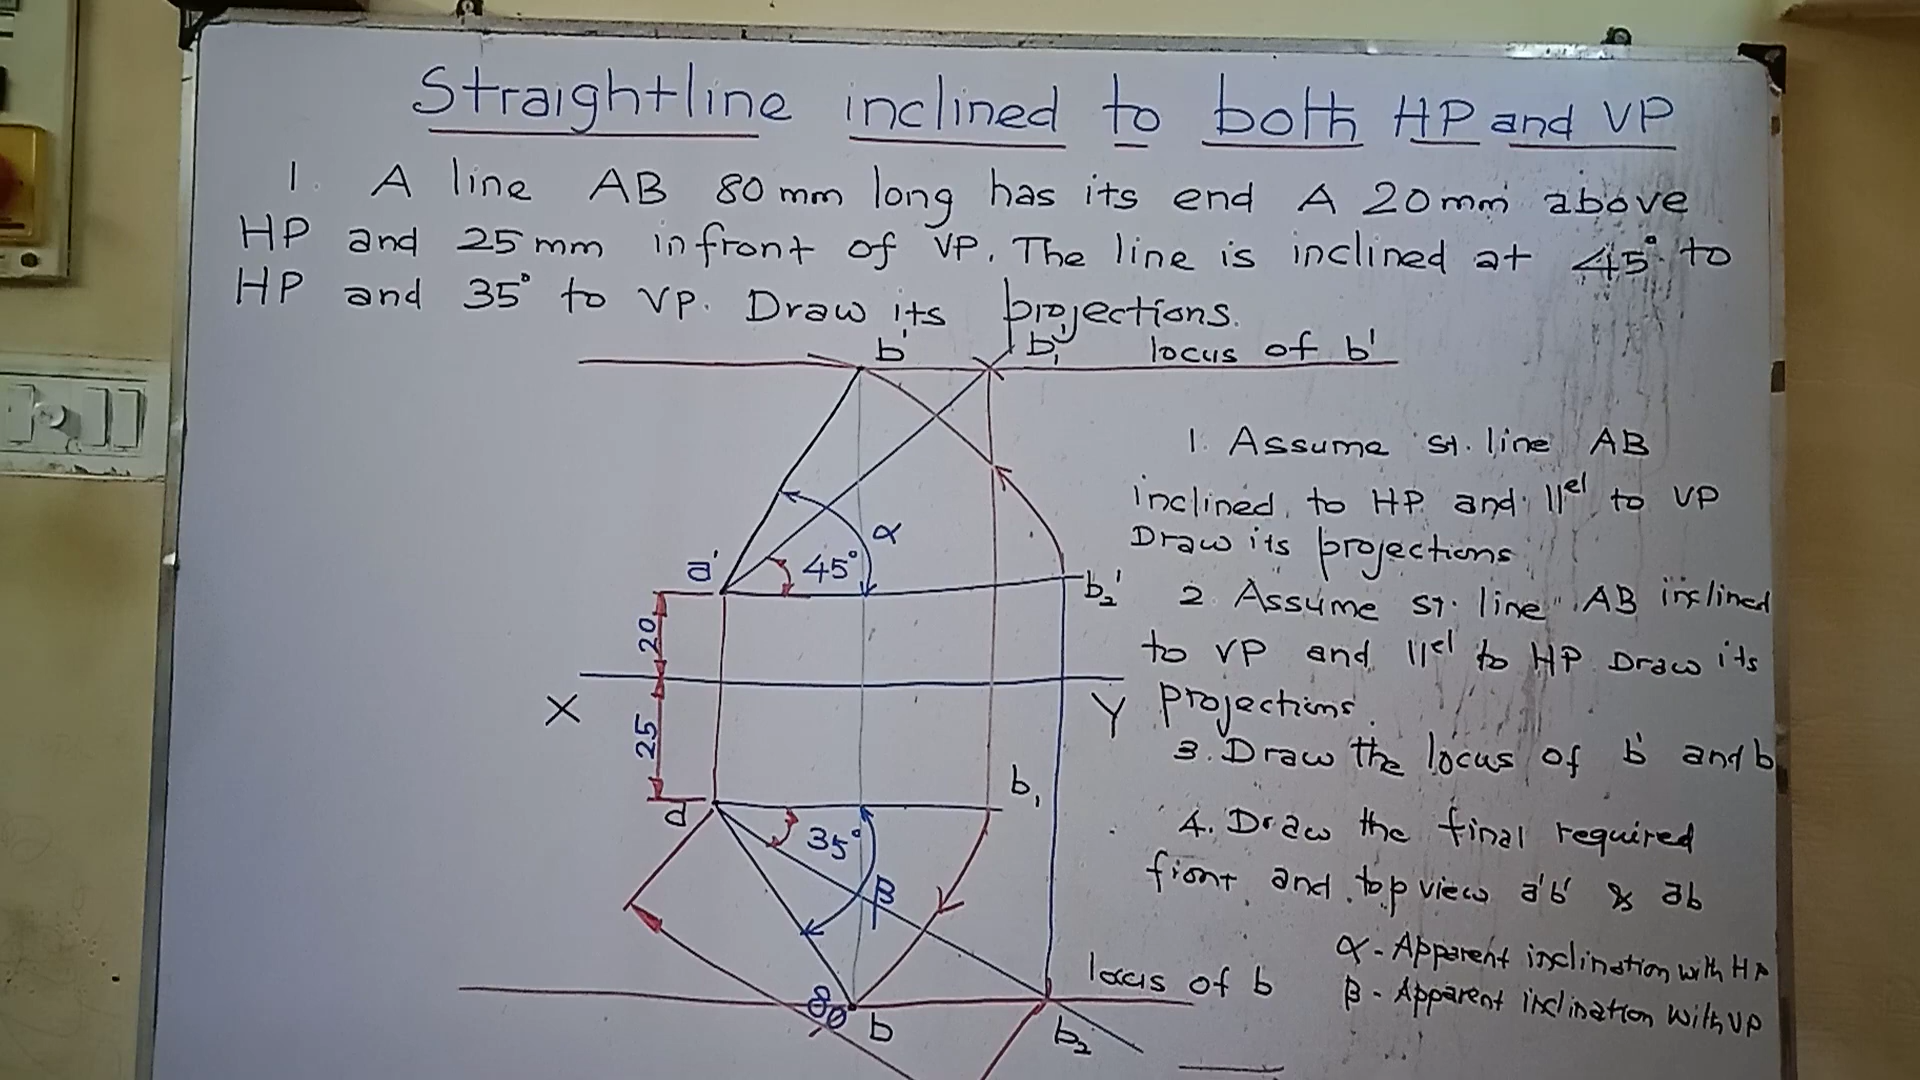 Straightline inclined to both HP and VP
1. A line AB 80 mm long has its end A 20 mm above
HP and 25 mm infront of VP. The line is inclined at 45° to
HP and 35° to VP. Draw its projections.
b' b₁' locus of b'
1. Assume st. line AB
inclined to HP and ||el to VP
Draw its projections
α
a' 45°
b₂'
2. Assume st. line AB inclined
20
to VP and ||el to HP Draw its
X Y
projections.
25
3. Draw the locus of b' and b
b₁
a
35°
4. Draw the final required
front and top view a'b' & ab
β
α - Apparent inclination with HP
locus of b
β - Apparent inclination with VP
80
b b₂